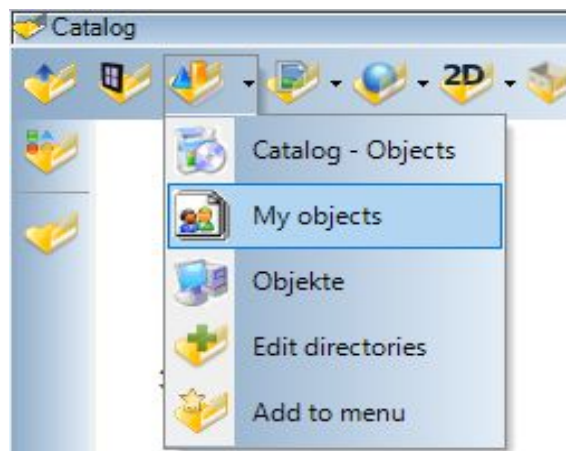 Catalog
2D
Catalog - Objects
My objects
Objekte
Edit directories
Add to menu